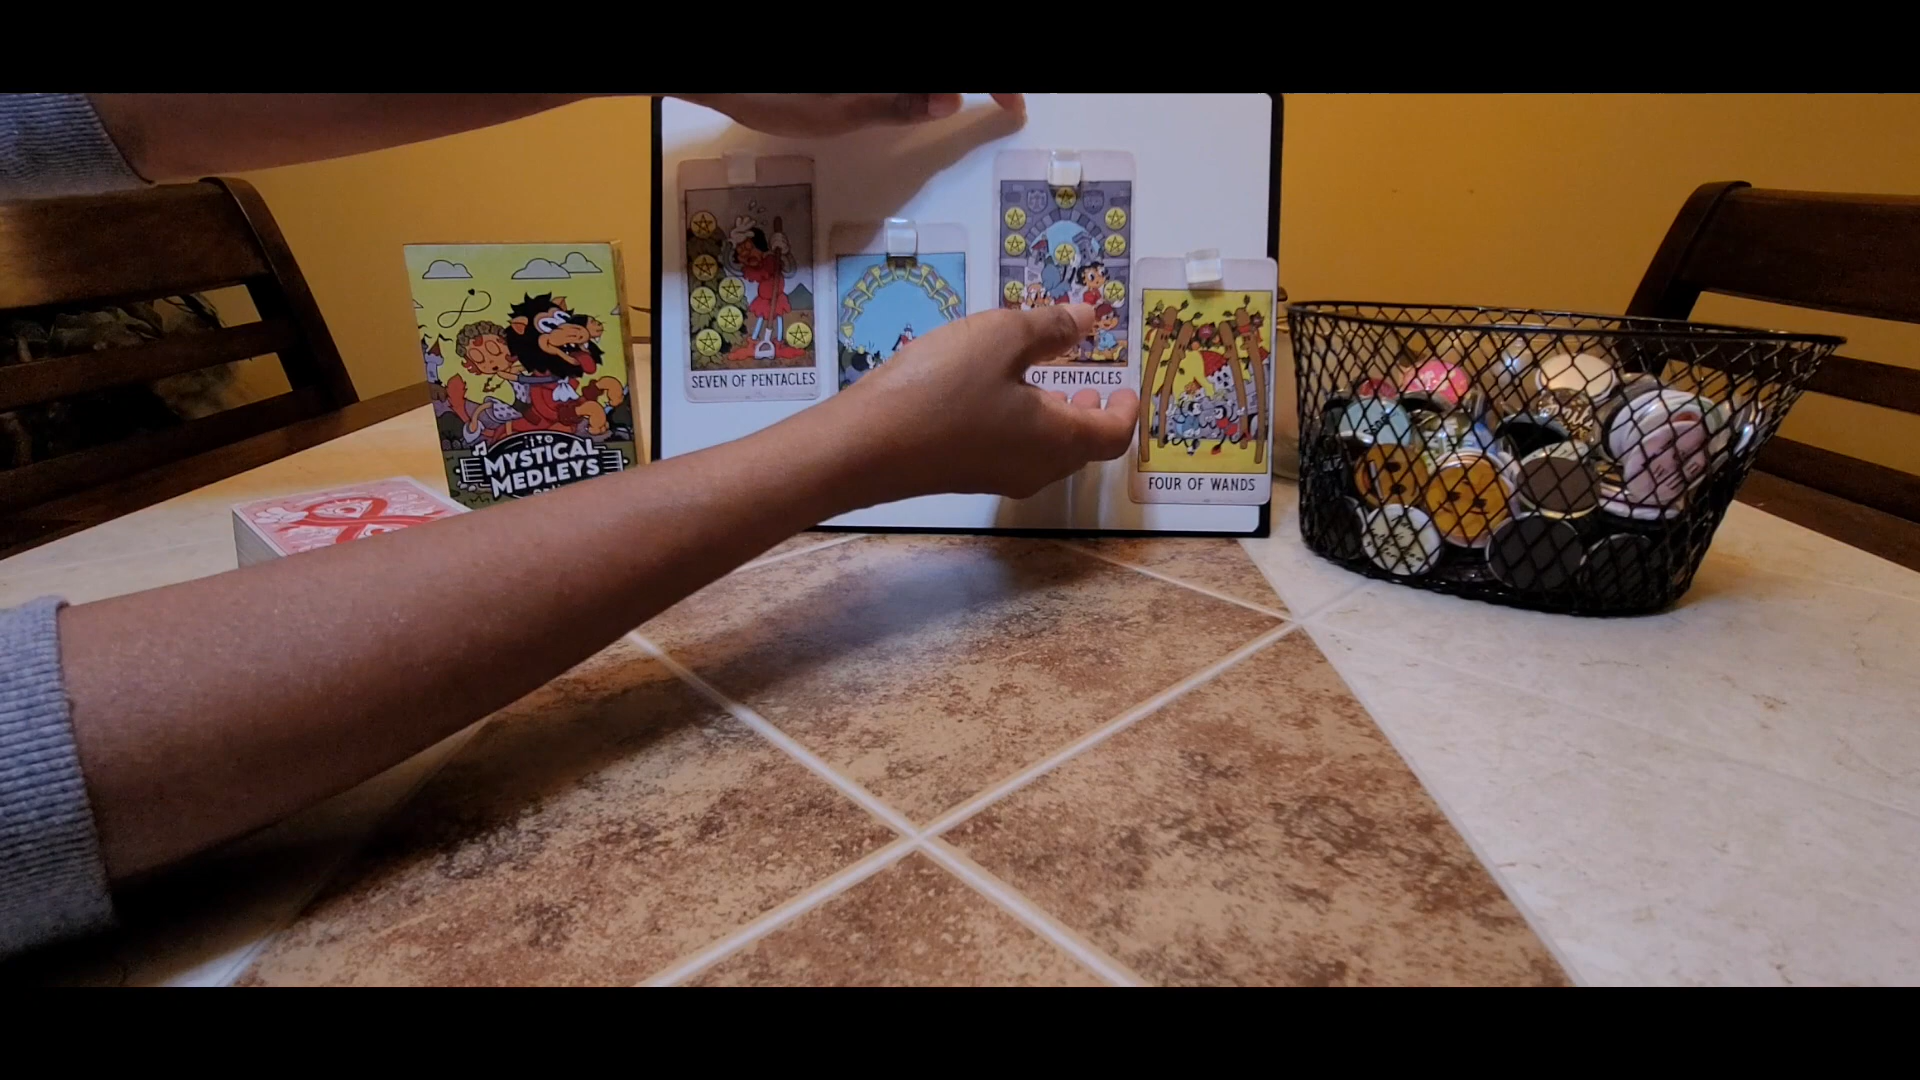 MYSTICAL
MEDLEYS
SEVEN OF PENTACLES
OF PENTACLES
FOUR OF WANDS